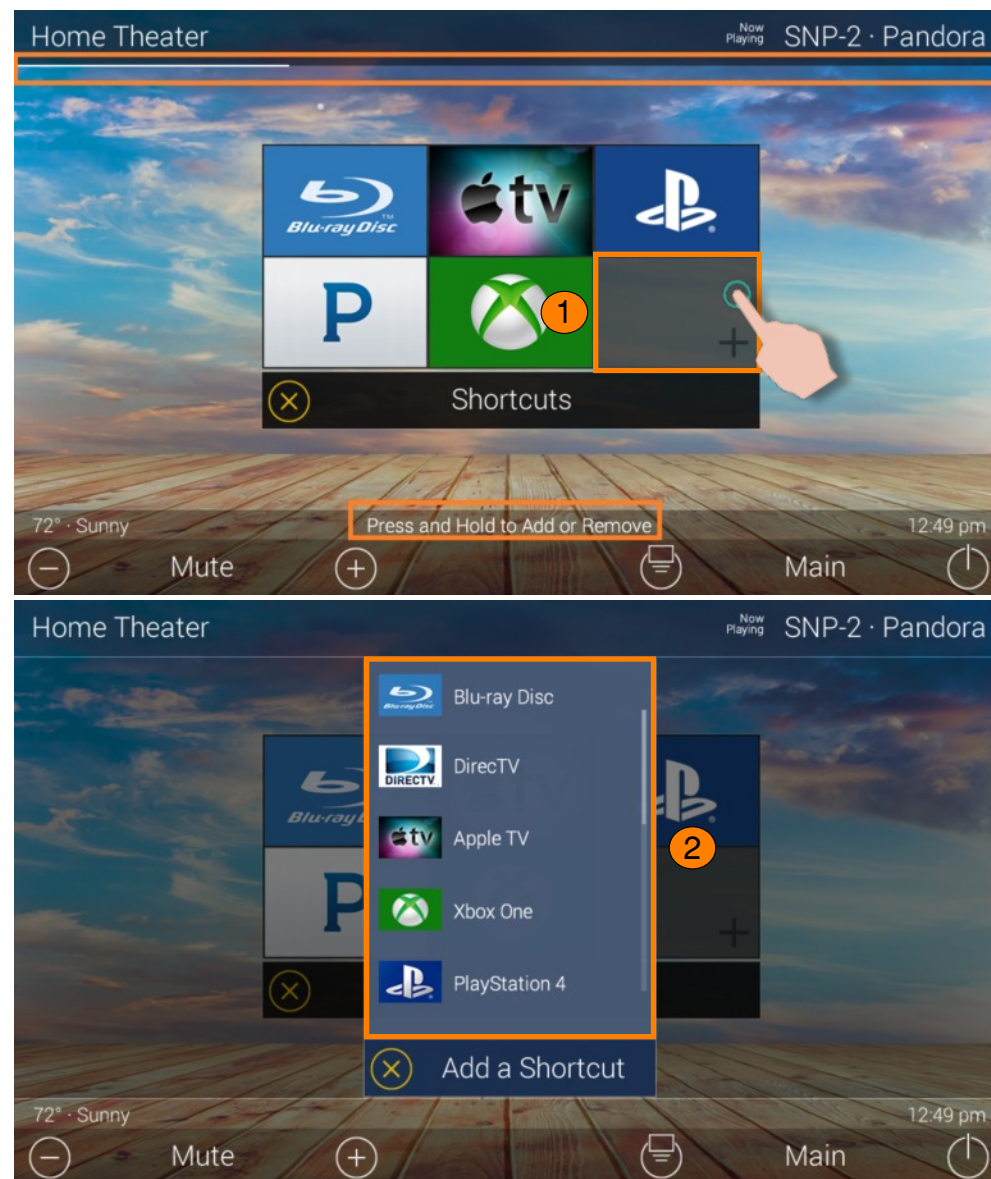 Home Theater
Now Playing SNP-2 · Pandora
Blu-ray Disc™
tv
P
1
Shortcuts
72° · Sunny
Press and Hold to Add or Remove
12:49 pm
Mute
Main
Home Theater
Now Playing SNP-2 · Pandora
Blu-ray Disc
Blu-ray Disc
DIRECTV
DirecTV
tv
Apple TV
2
Blu-ray
P
Xbox One
PlayStation 4
Add a Shortcut
72° · Sunny
12:49 pm
Mute
Main